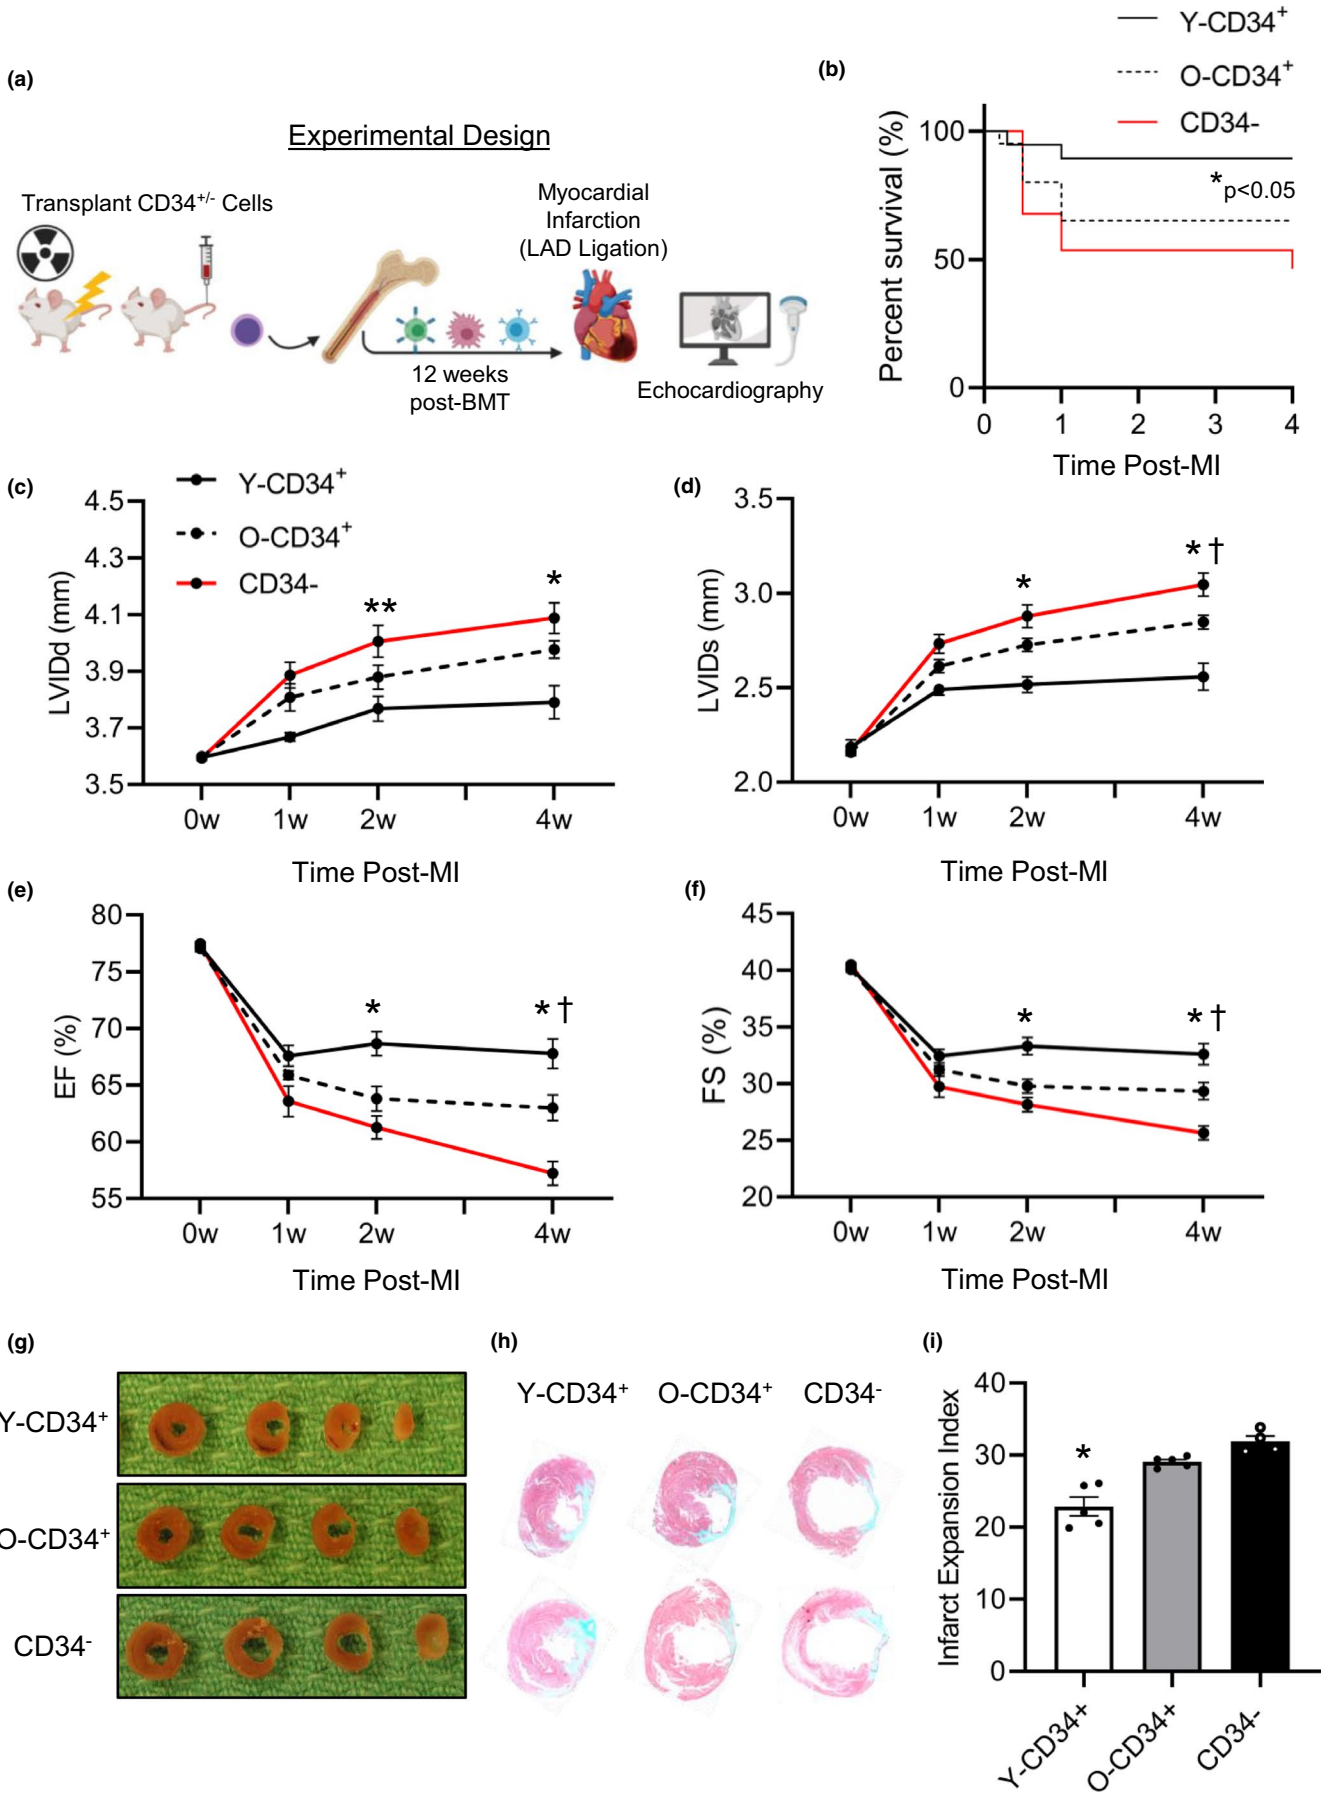 (a)
Experimental Design
Transplant CD34+/- Cells
Myocardial
Infarction
(LAD Ligation)
12 weeks
post-BMT
Echocardiography
(b)
Y-CD34+
O-CD34+
CD34-
Percent survival (%)
100
50
0
*p<0.05
0 1 2 3 4
Time Post-MI
(c)
Y-CD34+
O-CD34+
CD34-
LVIDd (mm)
4.5
4.3
4.1
3.9
3.7
3.5
**
*
0w 1w 2w 4w
Time Post-MI
(d)
LVIDs (mm)
3.5
3.0
2.5
2.0
*
* †
0w 1w 2w 4w
Time Post-MI
(e)
EF (%)
80
75
70
65
60
55
*
* †
0w 1w 2w 4w
Time Post-MI
(f)
FS (%)
45
40
35
30
25
20
*
* †
0w 1w 2w 4w
Time Post-MI
(g)
Y-CD34+
O-CD34+
CD34-
(h)
Y-CD34+ O-CD34+ CD34-
(i)
Infarct Expansion Index
40
30
20
10
0
*
Y-CD34+
O-CD34+
CD34-